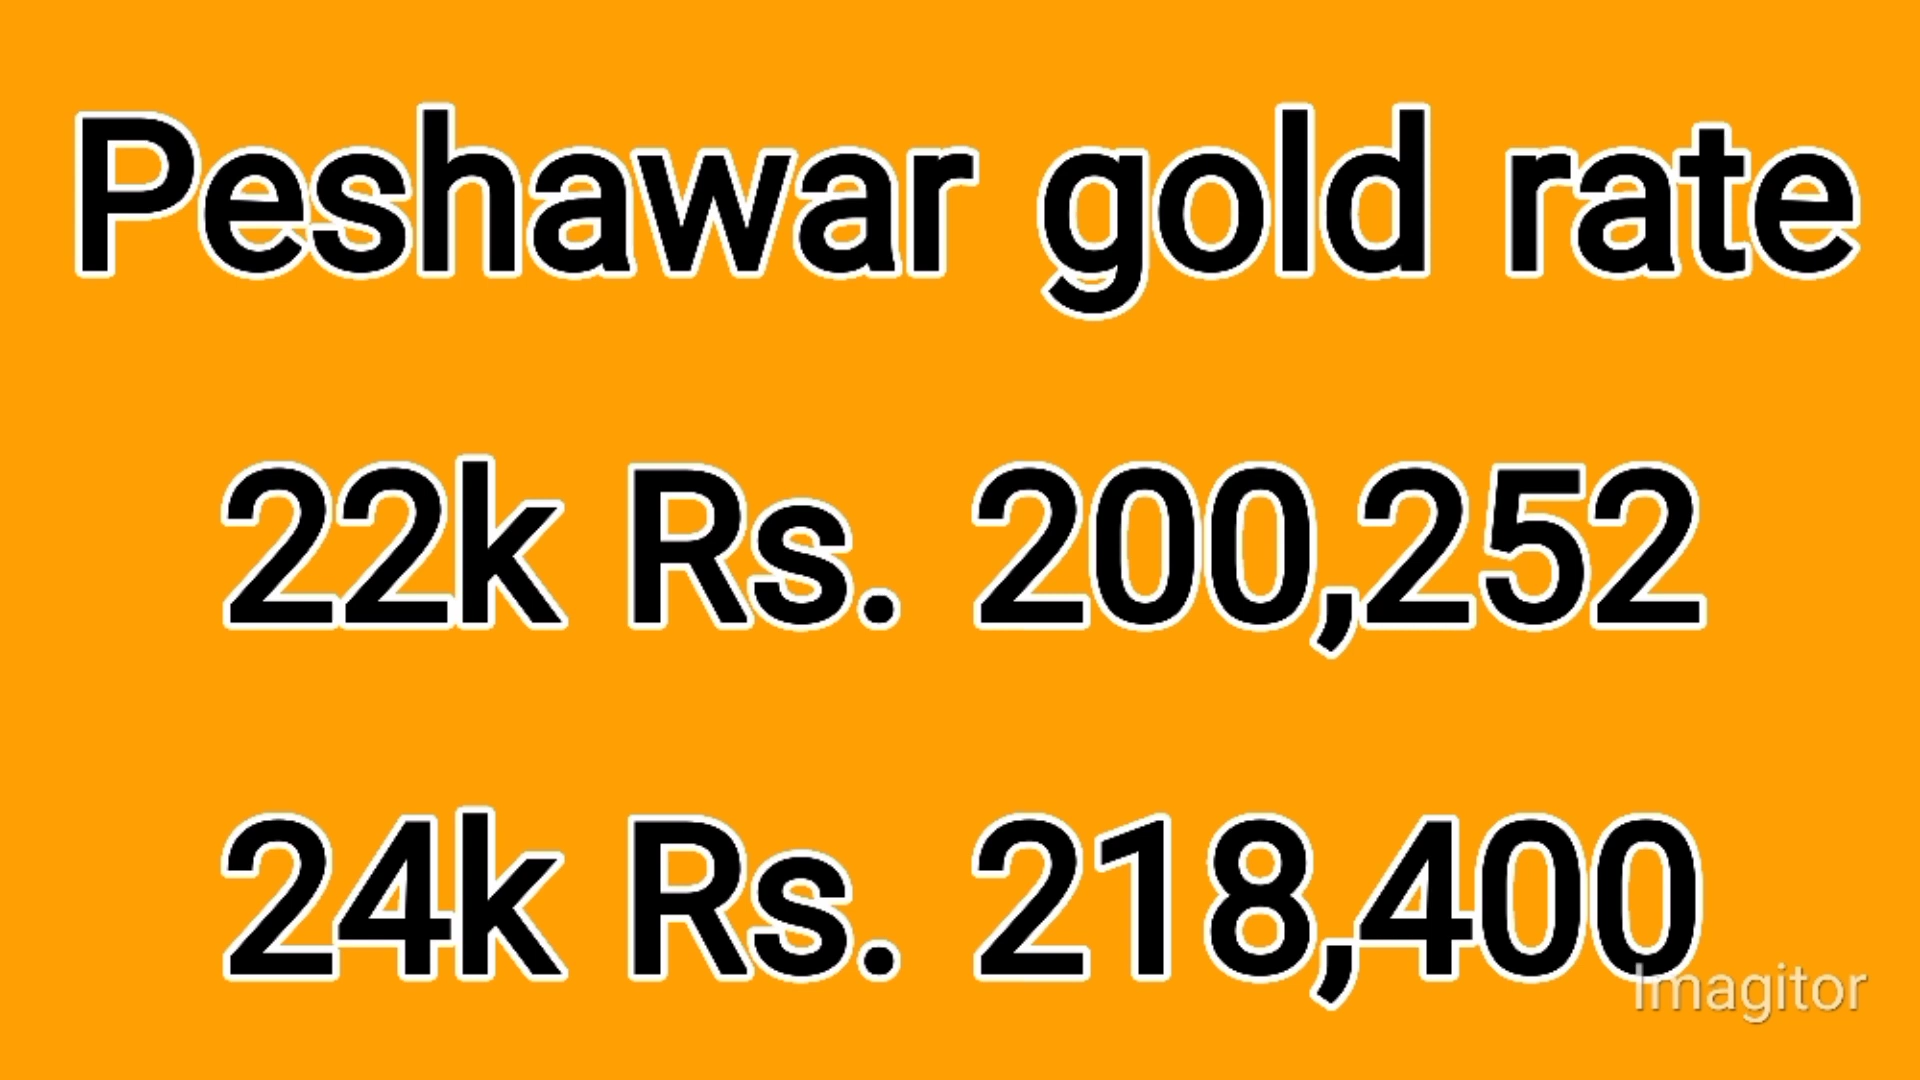 Peshawar gold rate
22k Rs. 200,252
24k Rs. 218,400
Imagitor